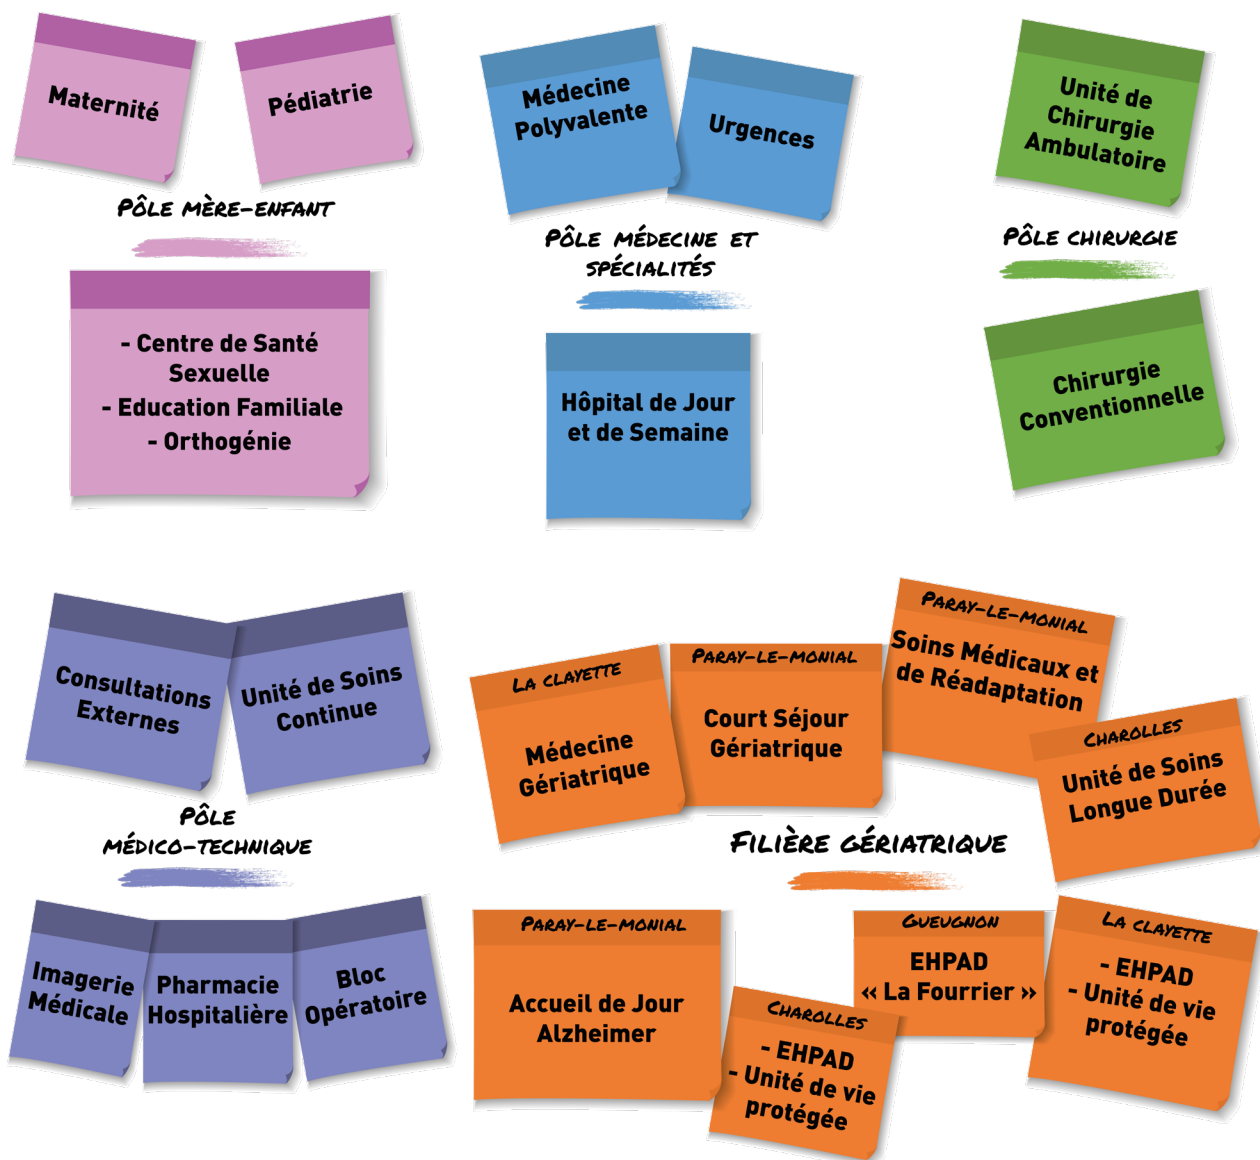 Maternité
Pédiatrie
PÔLE MÈRE-ENFANT
- Centre de Santé
Sexuelle
- Education Familiale
- Orthogénie
Médecine
Polyvalente
Urgences
PÔLE MÉDECINE ET
SPÉCIALITÉS
Hôpital de Jour
et de Semaine
Unité de
Chirurgie
Ambulatoire
PÔLE CHIRURGIE
Chirurgie
Conventionnelle
Consultations
Externes
Unité de Soins
Continue
PÔLE
MÉDICO-TECHNIQUE
Imagerie
Médicale
Pharmacie
Hospitalière
Bloc
Opératoire
LA CLAYETTE
Médecine
Gériatrique
PARAY-LE-MONIAL
Court Séjour
Gériatrique
PARAY-LE-MONIAL
Soins Médicaux et
de Réadaptation
CHAROLLES
Unité de Soins
Longue Durée
FILIÈRE GÉRIATRIQUE
PARAY-LE-MONIAL
Accueil de Jour
Alzheimer
CHAROLLES
- EHPAD
- Unité de vie
protégée
GUEUGNON
EHPAD
« La Fourrier »
LA CLAYETTE
- EHPAD
- Unité de vie
protégée